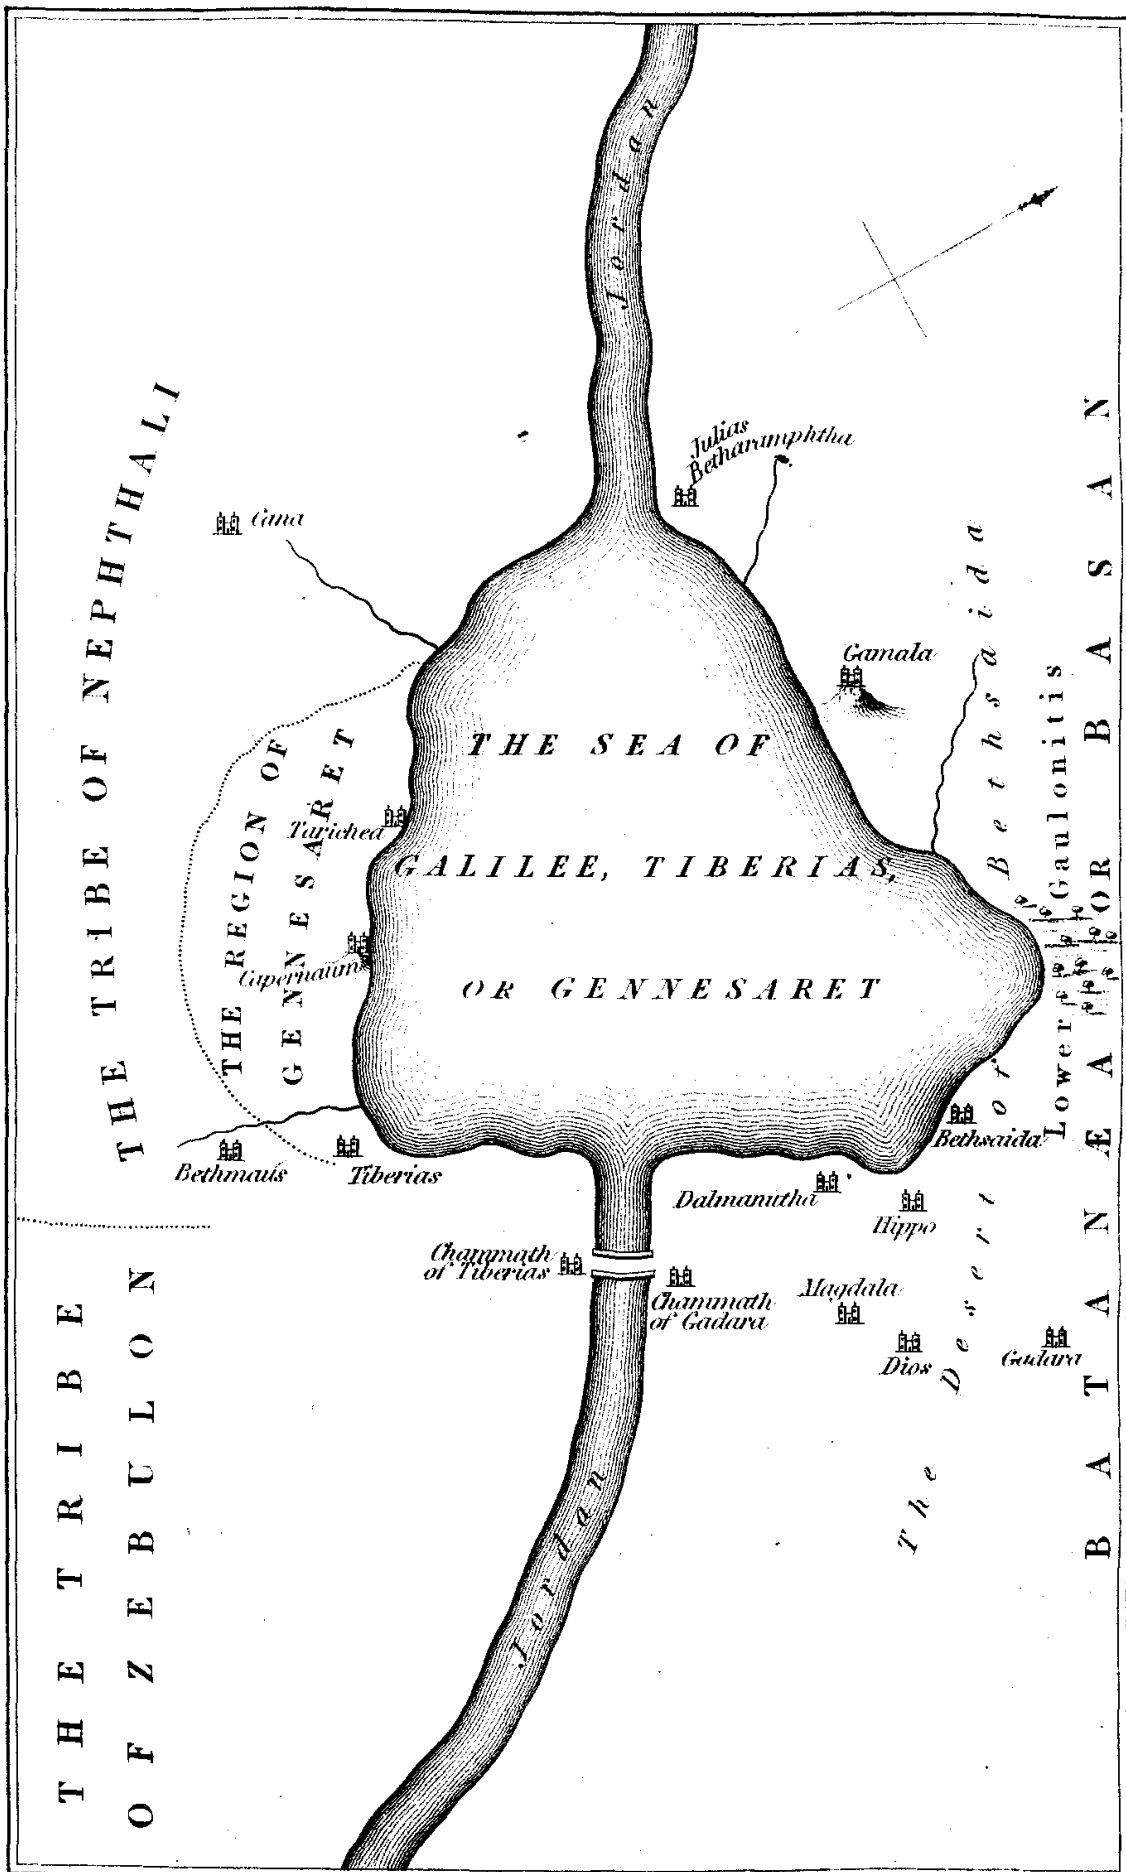 Jordan
THE TRIBE OF NEPHTHALI
Cana
Julias
Betharamphtha
Gamala
THE SEA OF
GALILEE, TIBERIAS,
OR GENNESARET
THE REGION OF
GENNESARET
Tarichea
Capernaum
Bethmaus
Tiberias
Lower Gaulonitis
BATANÆA OR BASAN
The Desert of Bethsaida
Bethsaida
Dalmanutha
Hippo
Chammath
of Tiberias
Chammath
of Gadara
Magdala
Dios
Gadara
THE TRIBE
OF ZEBULON
Jordan